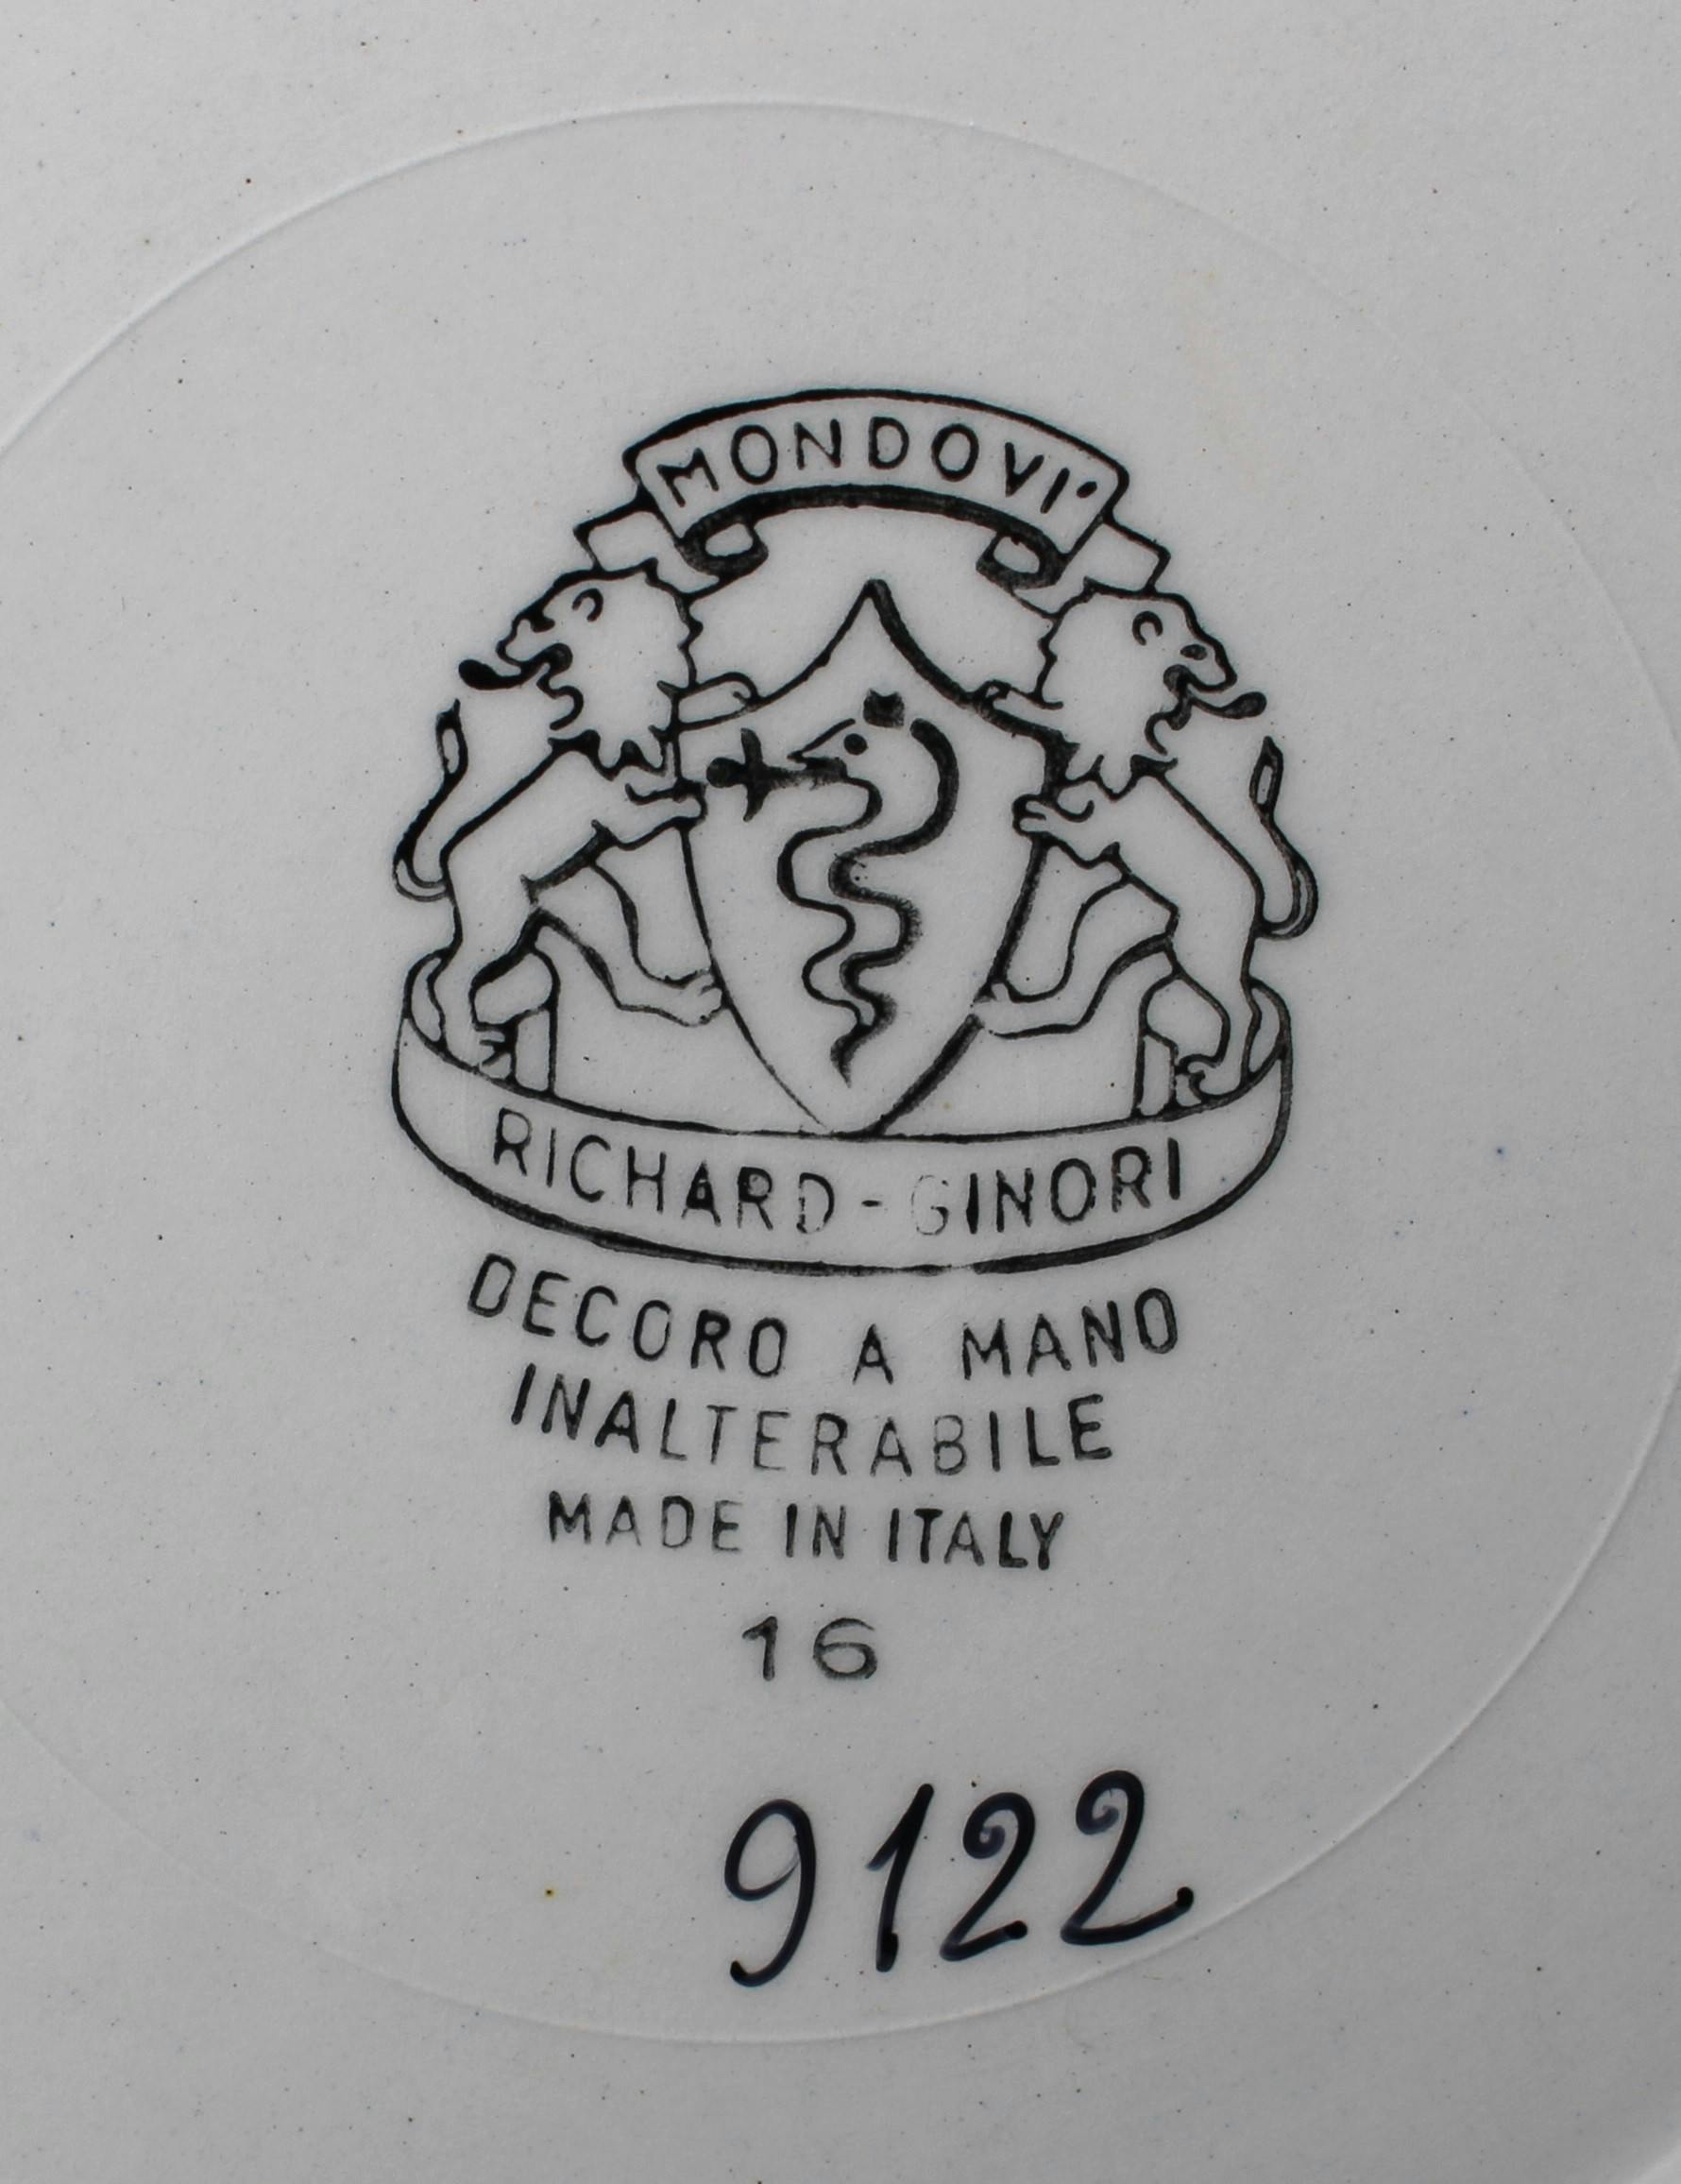 MONDOVI'
RICHARD-GINORI
DECORO A MANO
INALTERABILE
MADE IN ITALY
16
9122